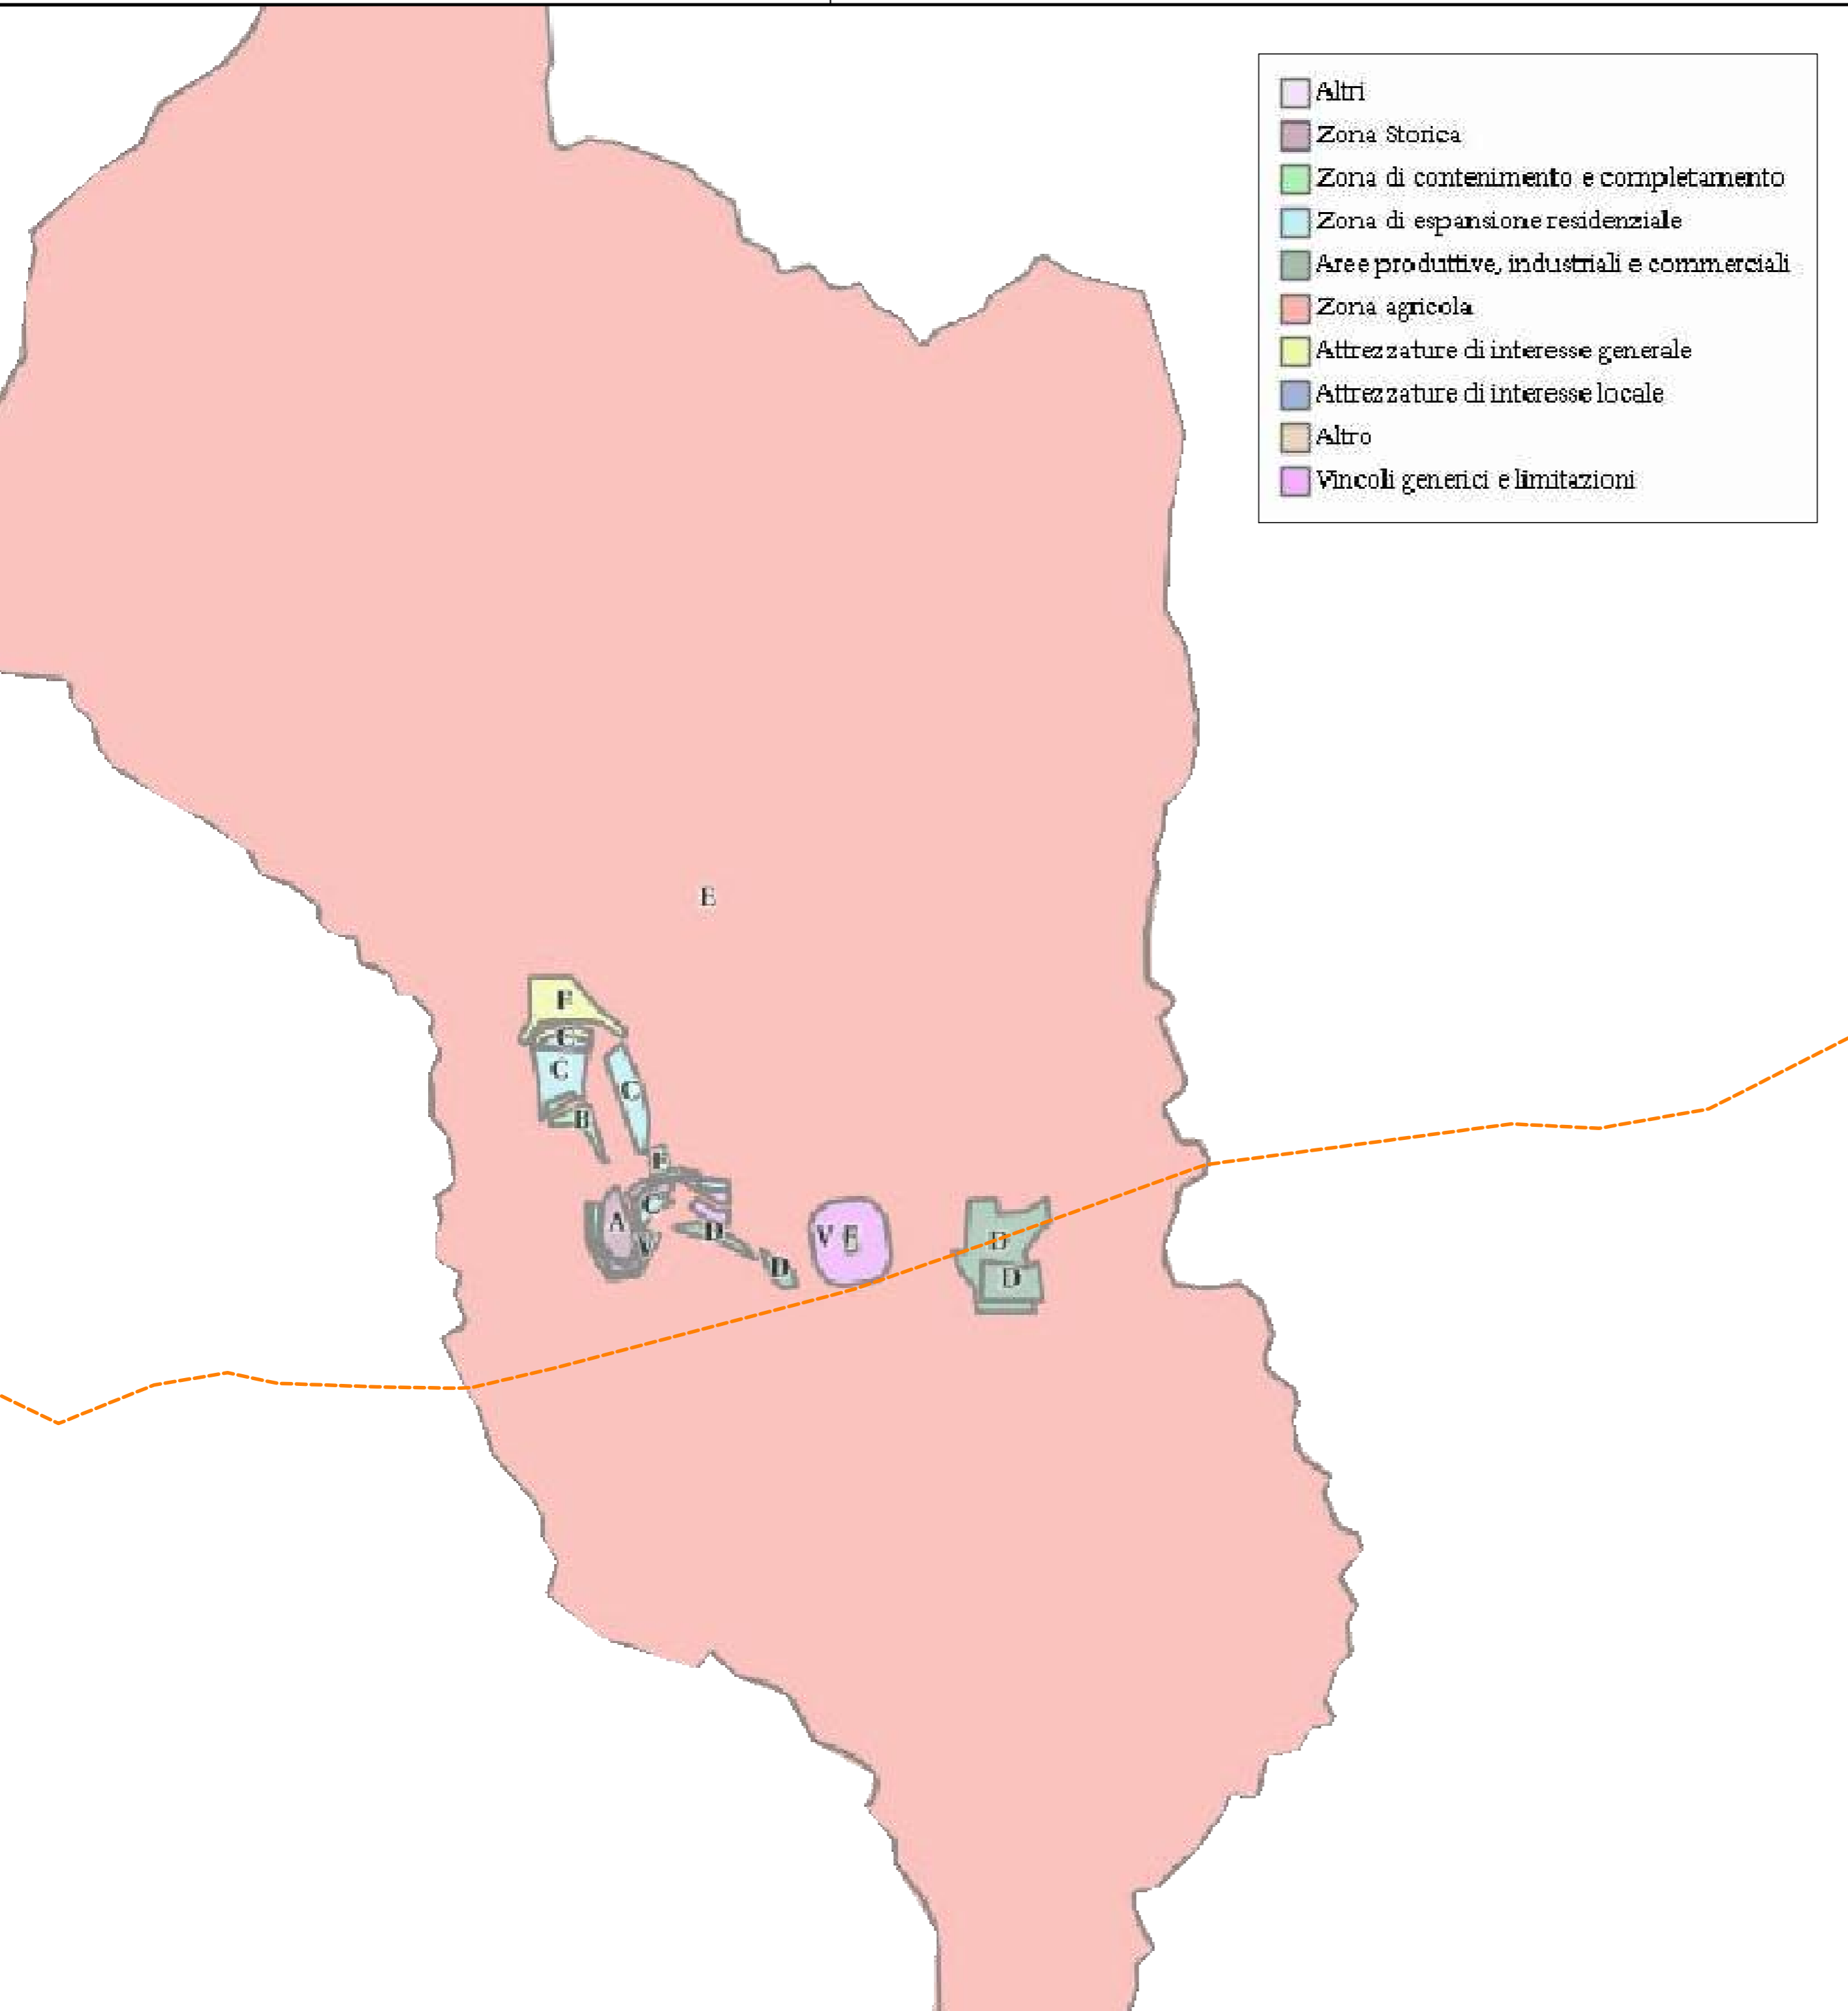 Altri
Zona Storica
Zona di contenimento e completamento
Zona di espansione residenziale
Aree produttive, industriali e commerciali
Zona agricola
Attrezzature di interesse generale
Attrezzature di interesse locale
Altro
Vincoli generici e limitazioni
E
F
C
C
C
B
F
C
A
V
D
V F
D
D
D